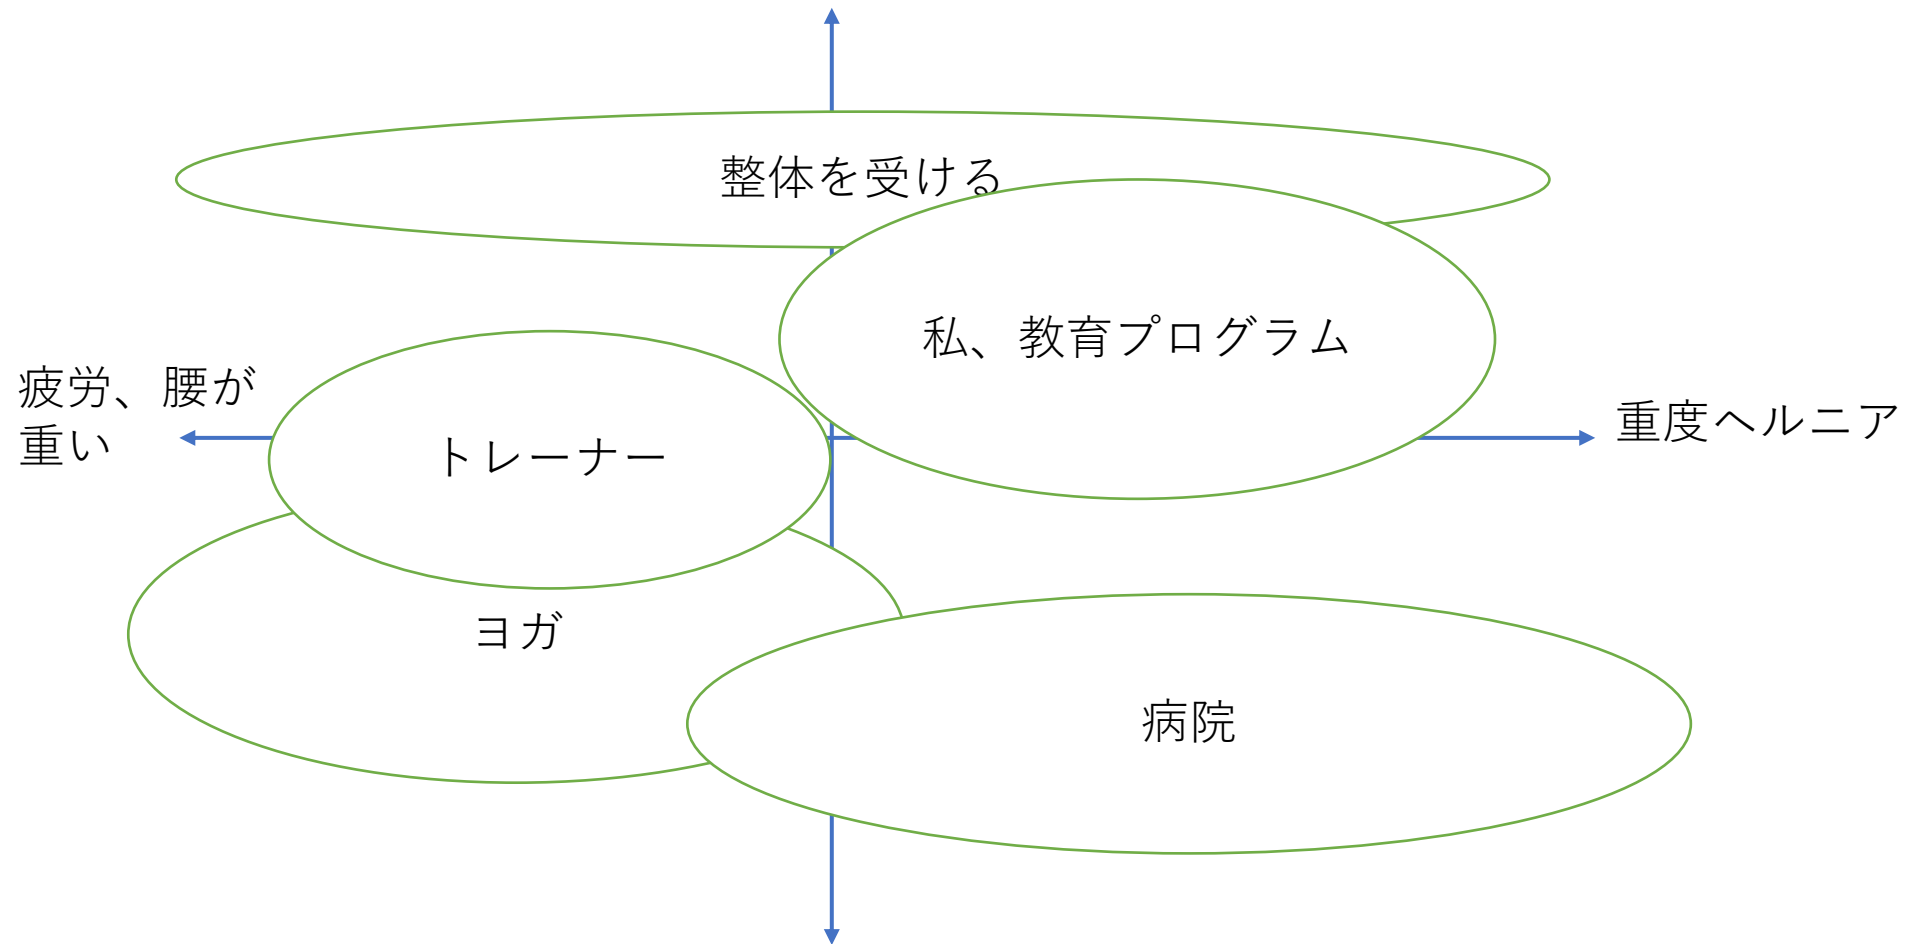 整体を受ける
私、教育プログラム
疲労、腰が
重い
重度ヘルニア
トレーナー
ヨガ
病院